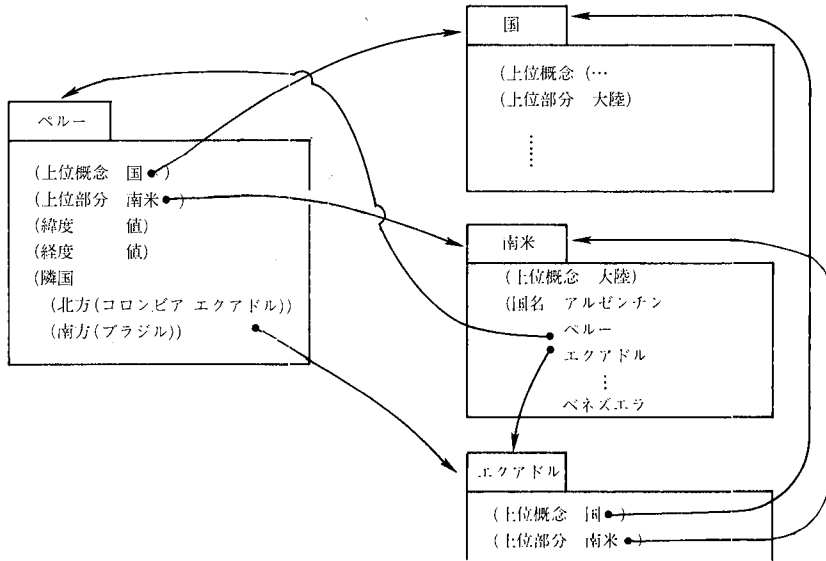 ペルー
(上位概念 国)
(上位部分 南米)
(緯度 値)
(経度 値)
(隣国
(北方(コロンビア エクアドル))
(南方(ブラジル))
国
(上位概念 (…
(上位部分 大陸)
⋮
南米
(上位概念 大陸)
(国名 アルゼンチン
ペルー
エクアドル
⋮
ベネズエラ
エクアドル
(上位概念 国)
(上位部分 南米)